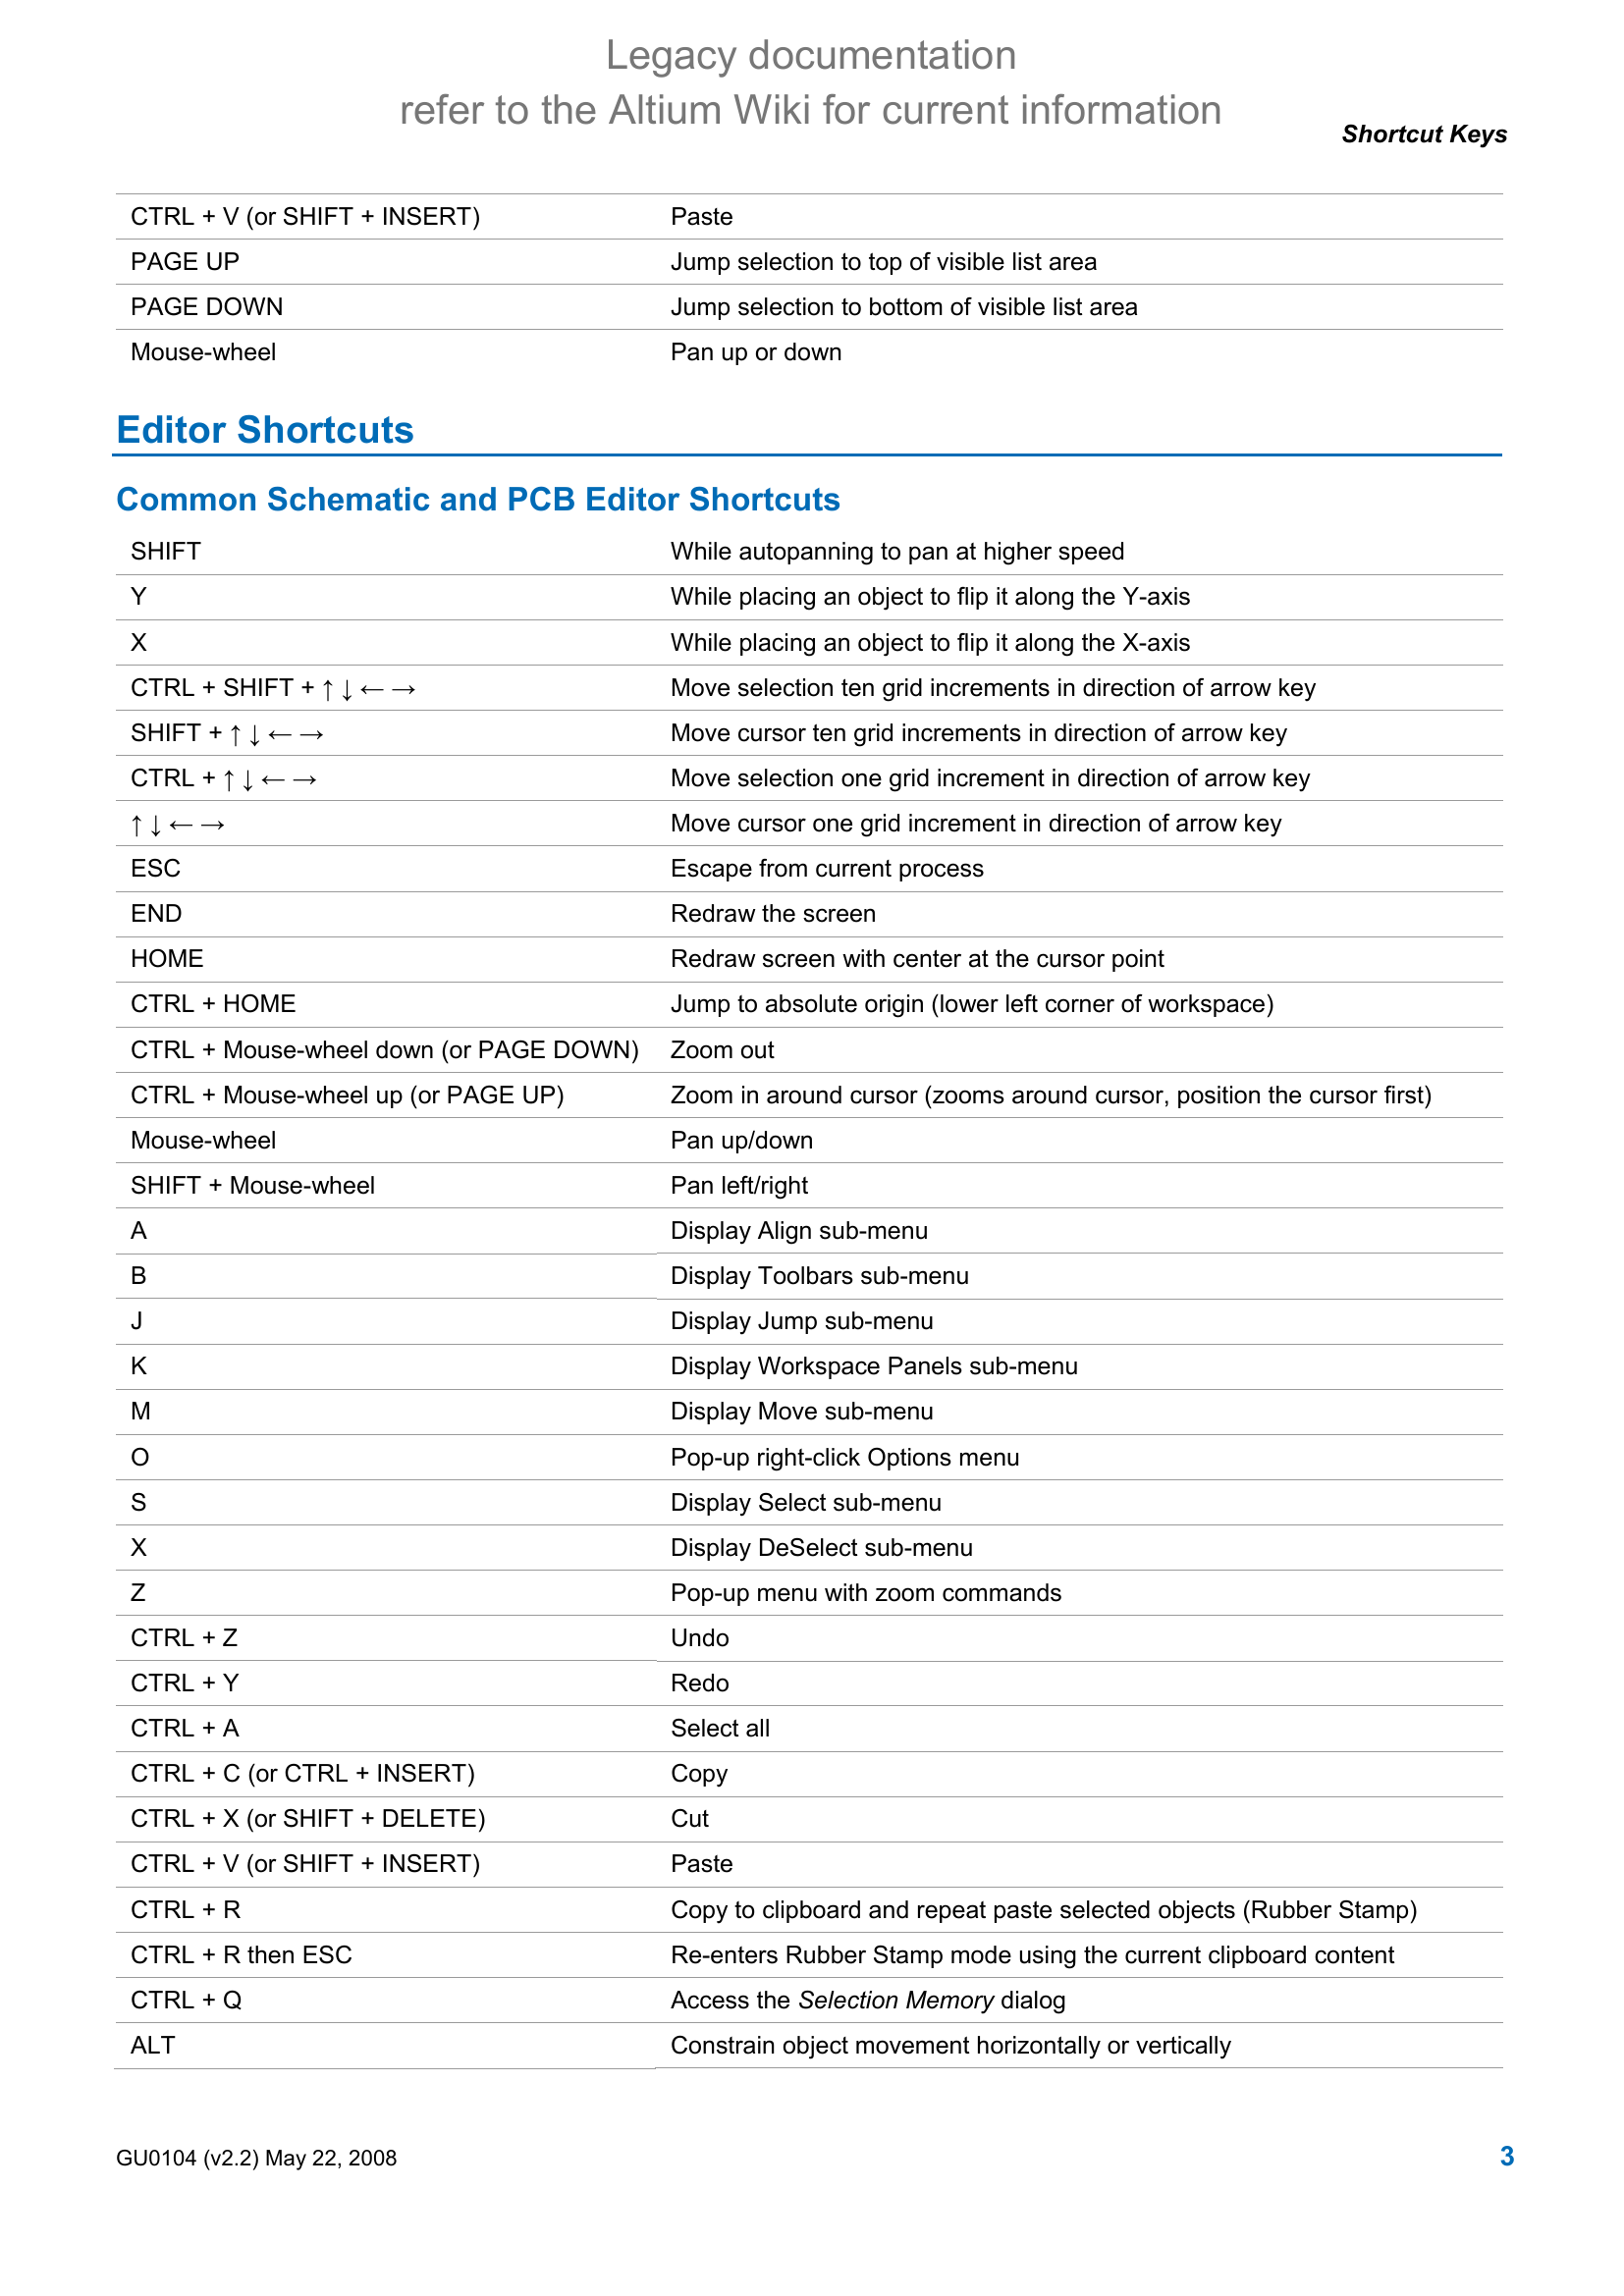 Legacy documentation
refer to the Altium Wiki for current information
Shortcut Keys
CTRL + V (or SHIFT + INSERT) Paste
PAGE UP Jump selection to top of visible list area
PAGE DOWN Jump selection to bottom of visible list area
Mouse-wheel Pan up or down
Editor Shortcuts
Common Schematic and PCB Editor Shortcuts
SHIFT While autopanning to pan at higher speed
Y While placing an object to flip it along the Y-axis
X While placing an object to flip it along the X-axis
CTRL + SHIFT + ↑ ↓ ← → Move selection ten grid increments in direction of arrow key
SHIFT + ↑ ↓ ← → Move cursor ten grid increments in direction of arrow key
CTRL + ↑ ↓ ← → Move selection one grid increment in direction of arrow key
↑ ↓ ← → Move cursor one grid increment in direction of arrow key
ESC Escape from current process
END Redraw the screen
HOME Redraw screen with center at the cursor point
CTRL + HOME Jump to absolute origin (lower left corner of workspace)
CTRL + Mouse-wheel down (or PAGE DOWN) Zoom out
CTRL + Mouse-wheel up (or PAGE UP) Zoom in around cursor (zooms around cursor, position the cursor first)
Mouse-wheel Pan up/down
SHIFT + Mouse-wheel Pan left/right
A Display Align sub-menu
B Display Toolbars sub-menu
J Display Jump sub-menu
K Display Workspace Panels sub-menu
M Display Move sub-menu
O Pop-up right-click Options menu
S Display Select sub-menu
X Display DeSelect sub-menu
Z Pop-up menu with zoom commands
CTRL + Z Undo
CTRL + Y Redo
CTRL + A Select all
CTRL + C (or CTRL + INSERT) Copy
CTRL + X (or SHIFT + DELETE) Cut
CTRL + V (or SHIFT + INSERT) Paste
CTRL + R Copy to clipboard and repeat paste selected objects (Rubber Stamp)
CTRL + R then ESC Re-enters Rubber Stamp mode using the current clipboard content
CTRL + Q Access the Selection Memory dialog
ALT Constrain object movement horizontally or vertically
GU0104 (v2.2) May 22, 2008 3